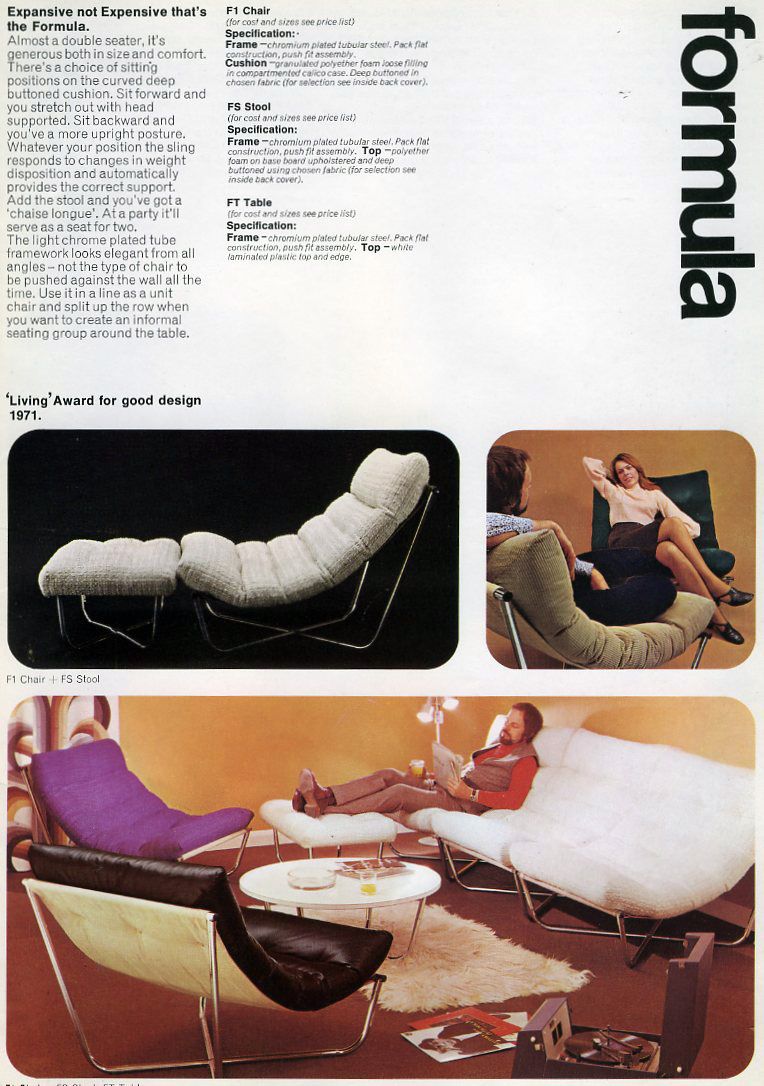 Expansive not Expensive that's
the Formula.
Almost a double seater, it's
generous both in size and comfort.
There's a choice of sitting
positions on the curved deep
buttoned cushion. Sit forward and
you stretch out with head
supported. Sit backward and
you've a more upright posture.
Whatever your position the sling
responds to changes in weight
disposition and automatically
provides the correct support.
Add the stool and you've got a
'chaise longue'. At a party it'll
serve as a seat for two.
The light chrome plated tube
framework looks elegant from all
angles – not the type of chair to
be pushed against the wall all the
time. Use it in a line as a unit
chair and split up the row when
you want to create an informal
seating group around the table.
F1 Chair
(for cost and sizes see price list)
Specification:-
Frame – chromium plated tubular steel. Pack flat
construction, push fit assembly.
Cushion – granulated polyether foam loose filling
in compartmented calico case. Deep buttoned in
chosen fabric (for selection see inside back cover).
FS Stool
(for cost and sizes see price list)
Specification:
Frame – chromium plated tubular steel. Pack flat
construction, push fit assembly. Top – polyether
foam on base board upholstered and deep
buttoned using chosen fabric (for selection see
inside back cover).
FT Table
(for cost and sizes see price list)
Specification:
Frame – chromium plated tubular steel. Pack flat
construction, push fit assembly. Top – white
laminated plastic top and edge.
formula
'Living' Award for good design
1971.
F1 Chair + FS Stool